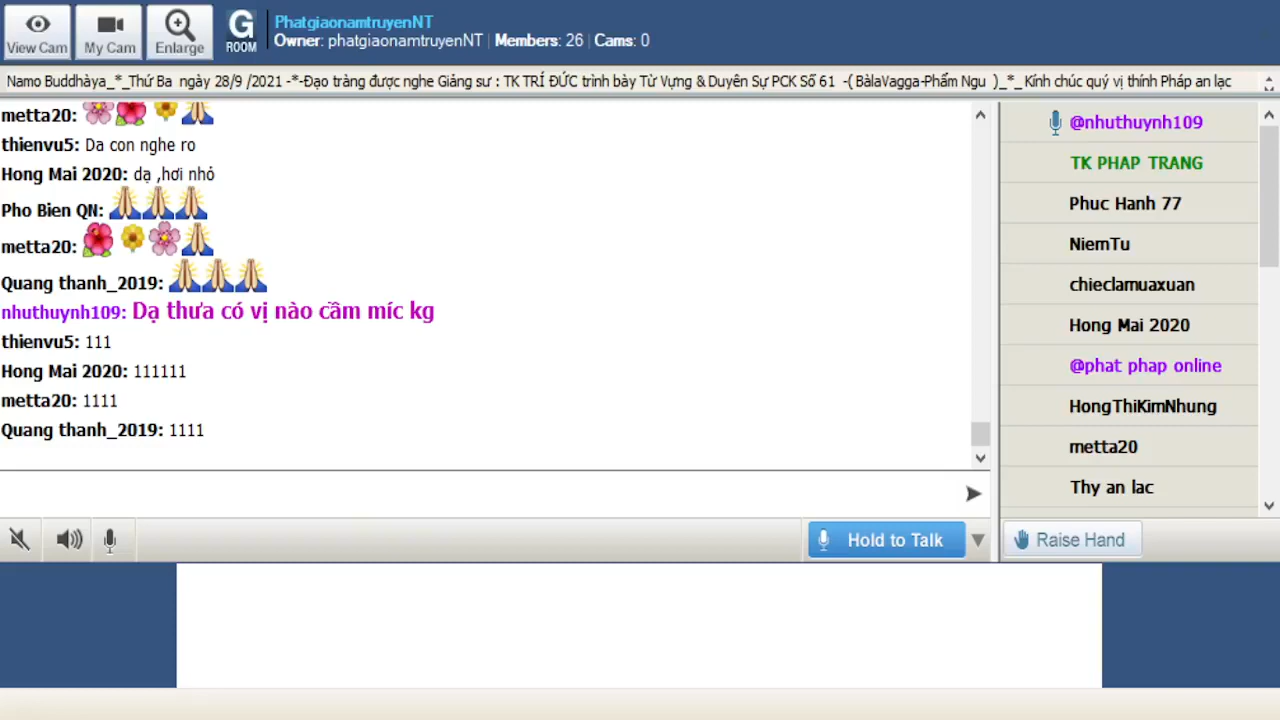 View Cam
My Cam
Enlarge
G
ROOM
PhatgiaonamtruyenNT
Owner: phatgiaonamtruyenNT | Members: 26 | Cams: 0
Namo Buddhàya_*_Thứ Ba ngày 28/9 /2021 -*-Đạo tràng được nghe Giảng sư : TK TRÍ ĐỨC trình bày Từ Vựng & Duyên Sự PCK Số 61 -( BàlaVagga-Phẩm Ngu )_*_ Kính chúc quý vị thính Pháp an lạc
metta20:
thienvu5: Da con nghe ro
Hong Mai 2020: dạ ,hơi nhỏ
Pho Bien QN:
metta20:
Quang thanh_2019:
nhuthuynh109: Dạ thưa có vị nào cầm míc kg
thienvu5: 111
Hong Mai 2020: 111111
metta20: 1111
Quang thanh_2019: 1111
@nhuthuynh109
TK PHAP TRANG
Phuc Hanh 77
NiemTu
chieclamuaxuan
Hong Mai 2020
@phat phap online
HongThiKimNhung
metta20
Thy an lac
Hold to Talk
Raise Hand